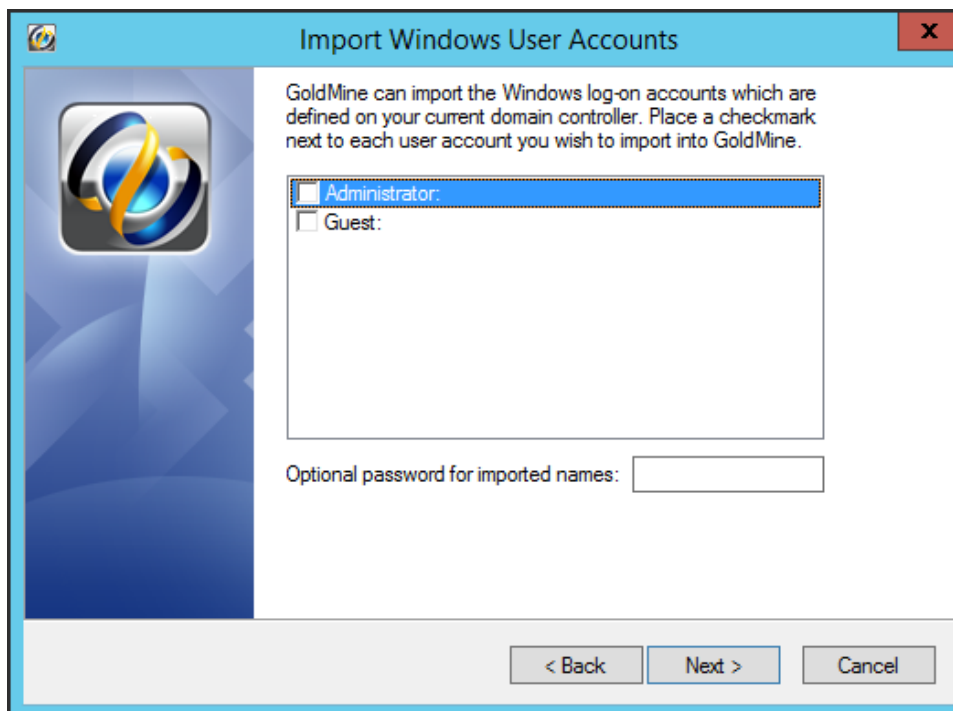 Import Windows User Accounts
x
GoldMine can import the Windows log-on accounts which are
defined on your current domain controller. Place a checkmark
next to each user account you wish to import into GoldMine.
Administrator:
Guest:
Optional password for imported names:
< Back
Next >
Cancel